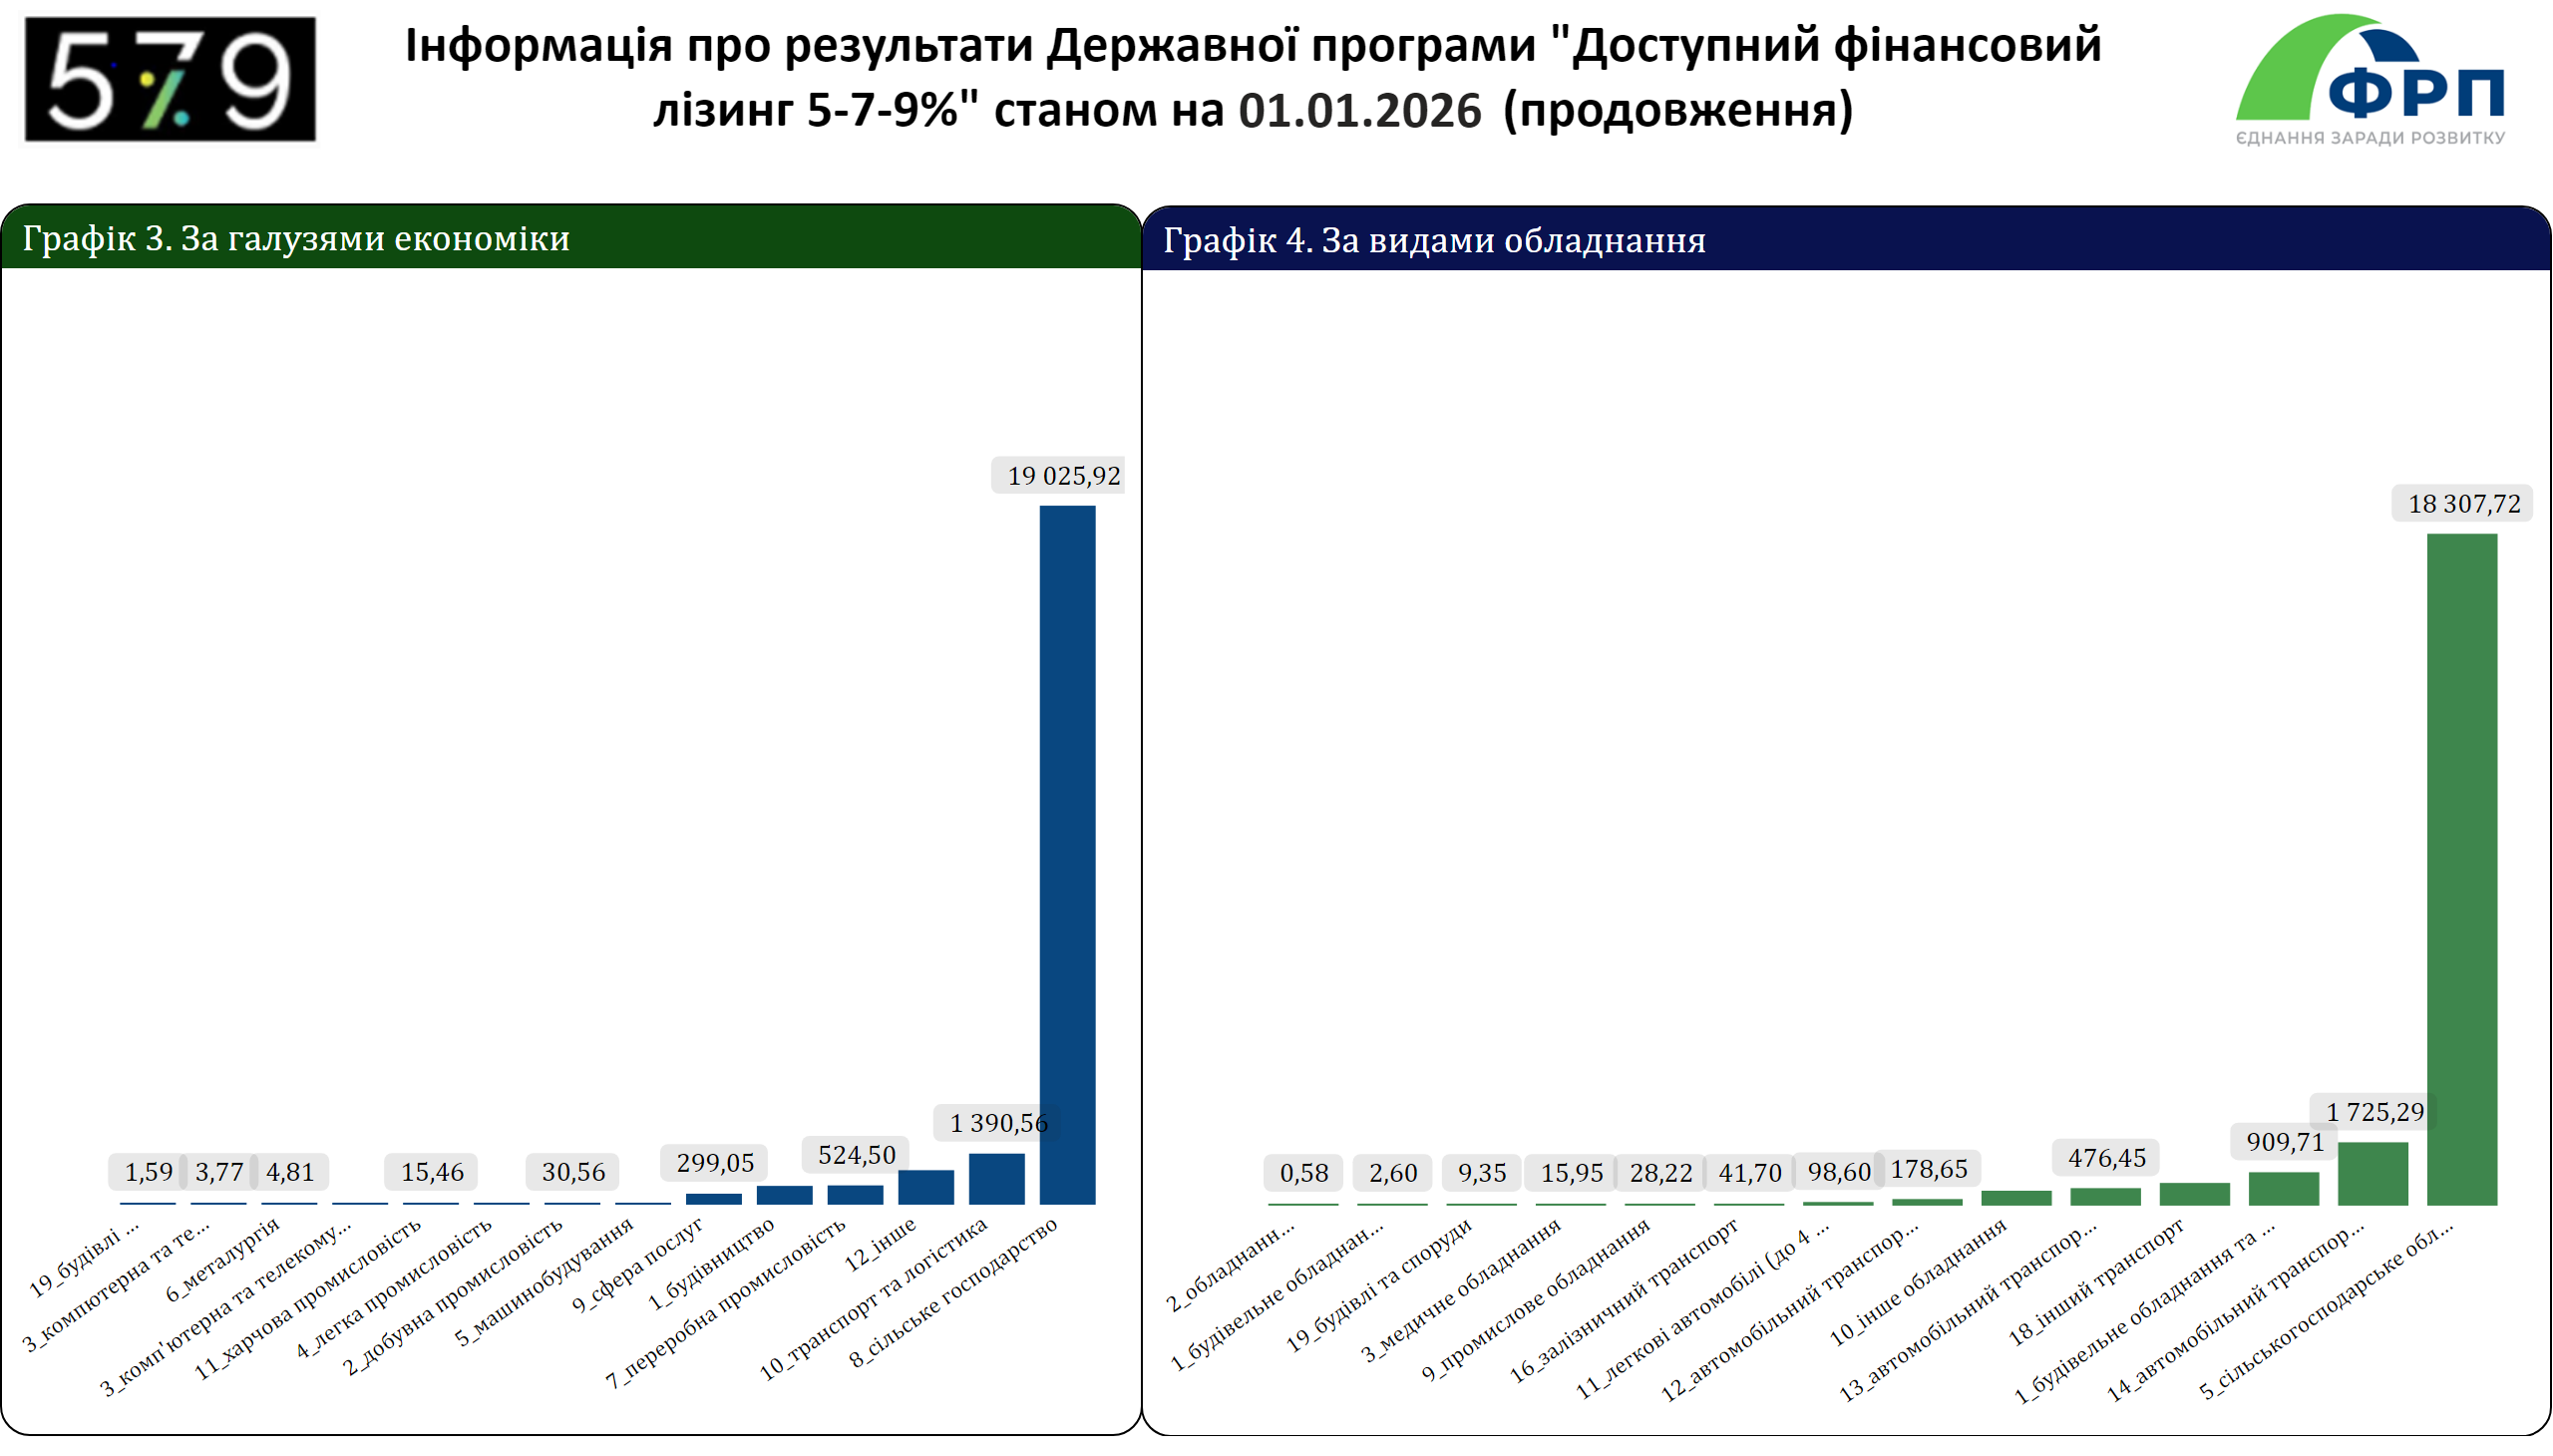 579
Інформація про результати Державної програми "Доступний фінансовий
лізинг 5-7-9%" станом на 01.01.2026 (продовження)
ФРП
ЄДНАННЯ ЗАРАДИ РОЗВИТКУ
Графік 3. За галузями економіки
19 025,92
1 390,56
524,50
299,05
1,59 3,77 4,81 15,46 30,56
19_будівлі ...
3_компютерна та те...
6_металургія
3_комп'ютерна та телекому...
11_харчова промисловість
4_легка промисловість
2_добувна промисловість
5_машинобудування
9_сфера послуг
1_будівництво
7_переробна промисловість
12_інше
10_транспорт та логістика
8_сільське господарство
Графік 4. За видами обладнання
18 307,72
1 725,29
909,71
476,45
0,58 2,60 9,35 15,95 28,22 41,70 98,60 178,65
2_обладнанн...
1_будівельне обладнан...
19_будівлі та споруди
3_медичне обладнання
9_промислове обладнання
16_залізничний транспорт
11_легкові автомобілі (до 4 ...
12_автомобільний транспор...
10_інше обладнання
13_автомобільний транспор...
18_інший транспорт
1_будівельне обладнання та ...
14_автомобільний транспор...
5_сільськогосподарське обл...